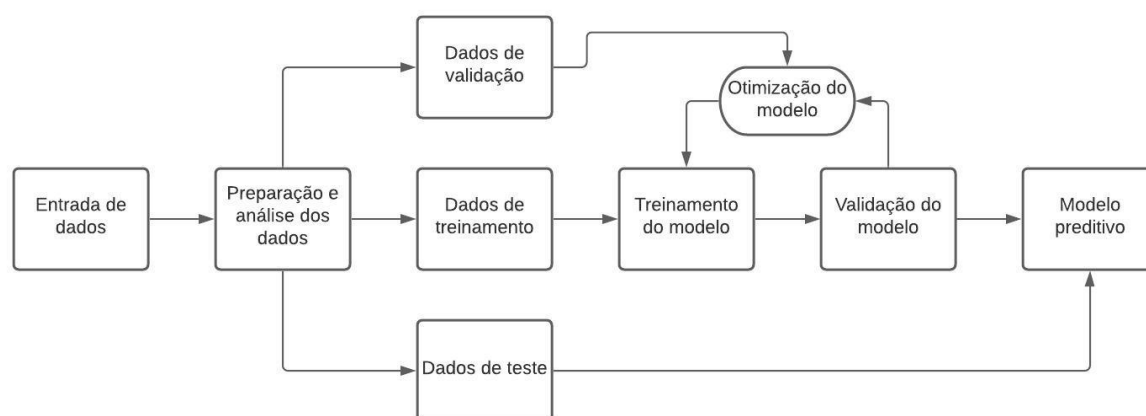 Dados de
validação
Otimização do
modelo
Entrada de
dados
Preparação e
análise dos
dados
Dados de
treinamento
Treinamento
do modelo
Validação do
modelo
Modelo
preditivo
Dados de teste